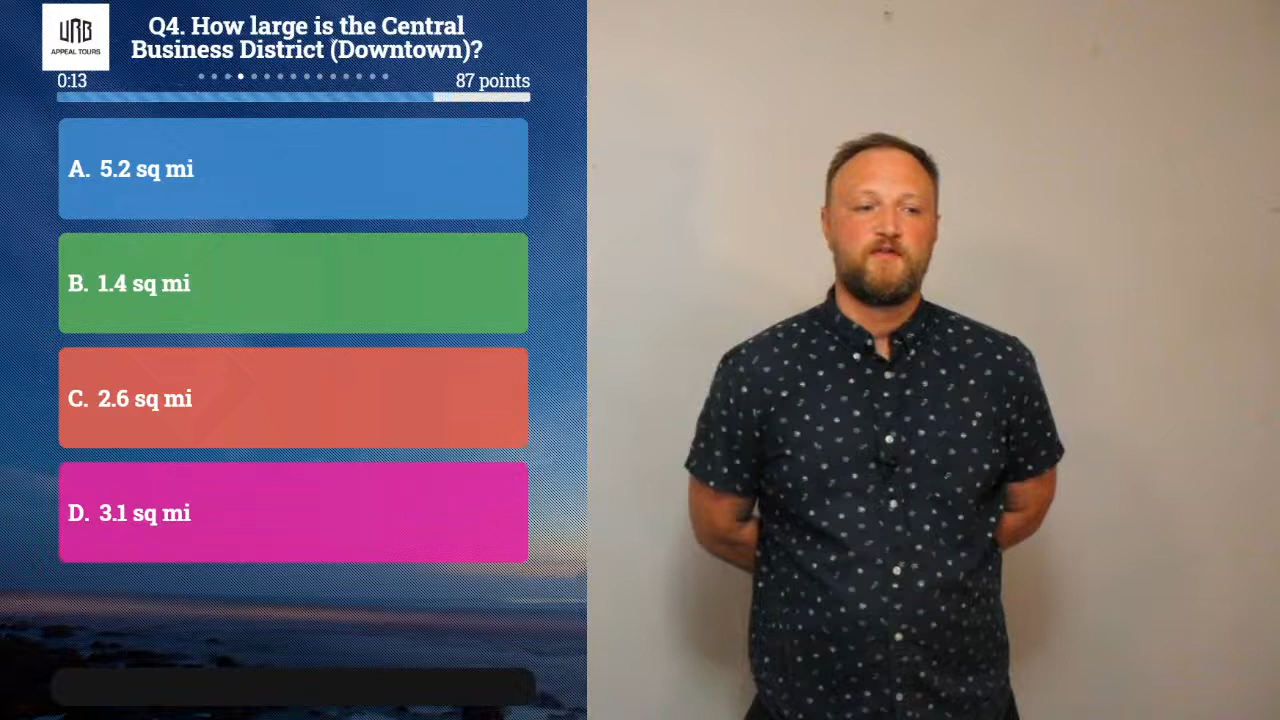 URB
APPEAL TOURS
Q4. How large is the Central
Business District (Downtown)?
0:13
87 points
A. 5.2 sq mi
B. 1.4 sq mi
C. 2.6 sq mi
D. 3.1 sq mi